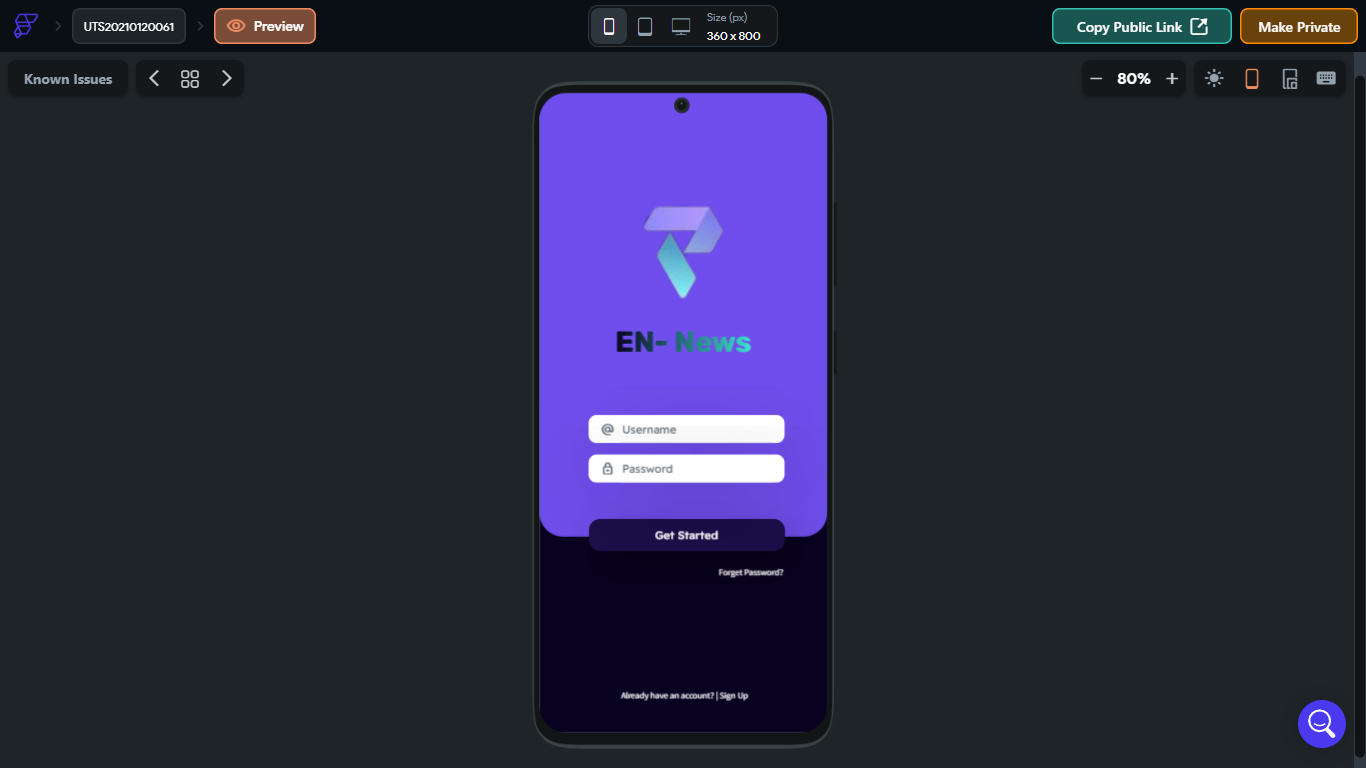 UTS20210120061
Preview
Size (px)
360 x 800
Copy Public Link
Make Private
Known Issues
80%
EN- News
@ Username
Password
Get Started
Forget Password?
Already have an account? | Sign Up